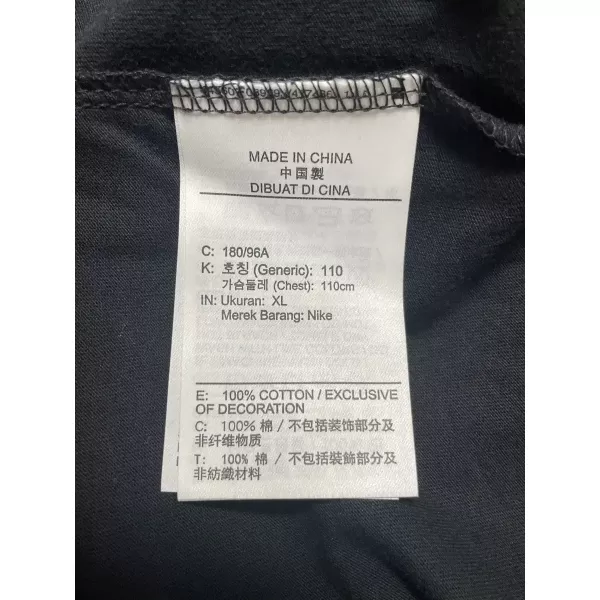 MADE IN CHINA
中国製
DIBUAT DI CINA
C: 180/96A
K: 호칭 (Generic): 110
가슴둘레 (Chest): 110cm
IN: Ukuran: XL
Merek Barang: Nike
E: 100% COTTON / EXCLUSIVE
OF DECORATION
C: 100% 棉 / 不包括装饰部分及
非纤维物质
T: 100% 棉 / 不包括裝飾部分及
非紡織材料